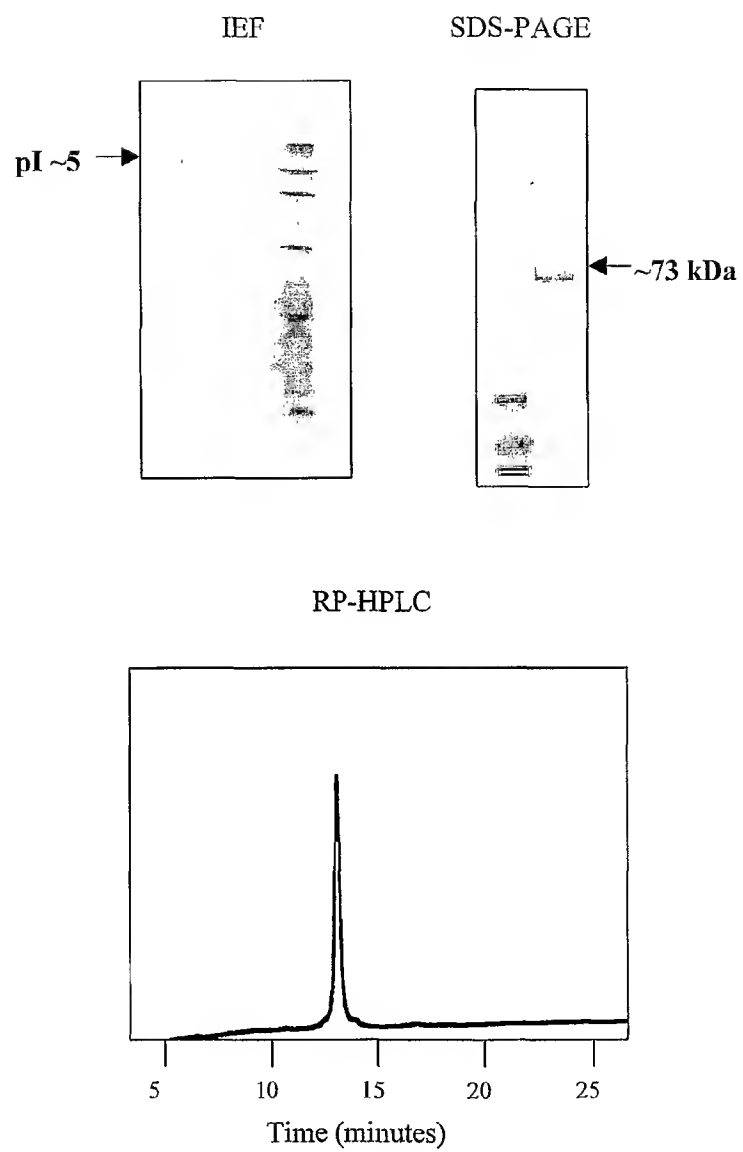 IEF
SDS-PAGE
pI ~5
~73 kDa
RP-HPLC
5 10 15 20 25
Time (minutes)